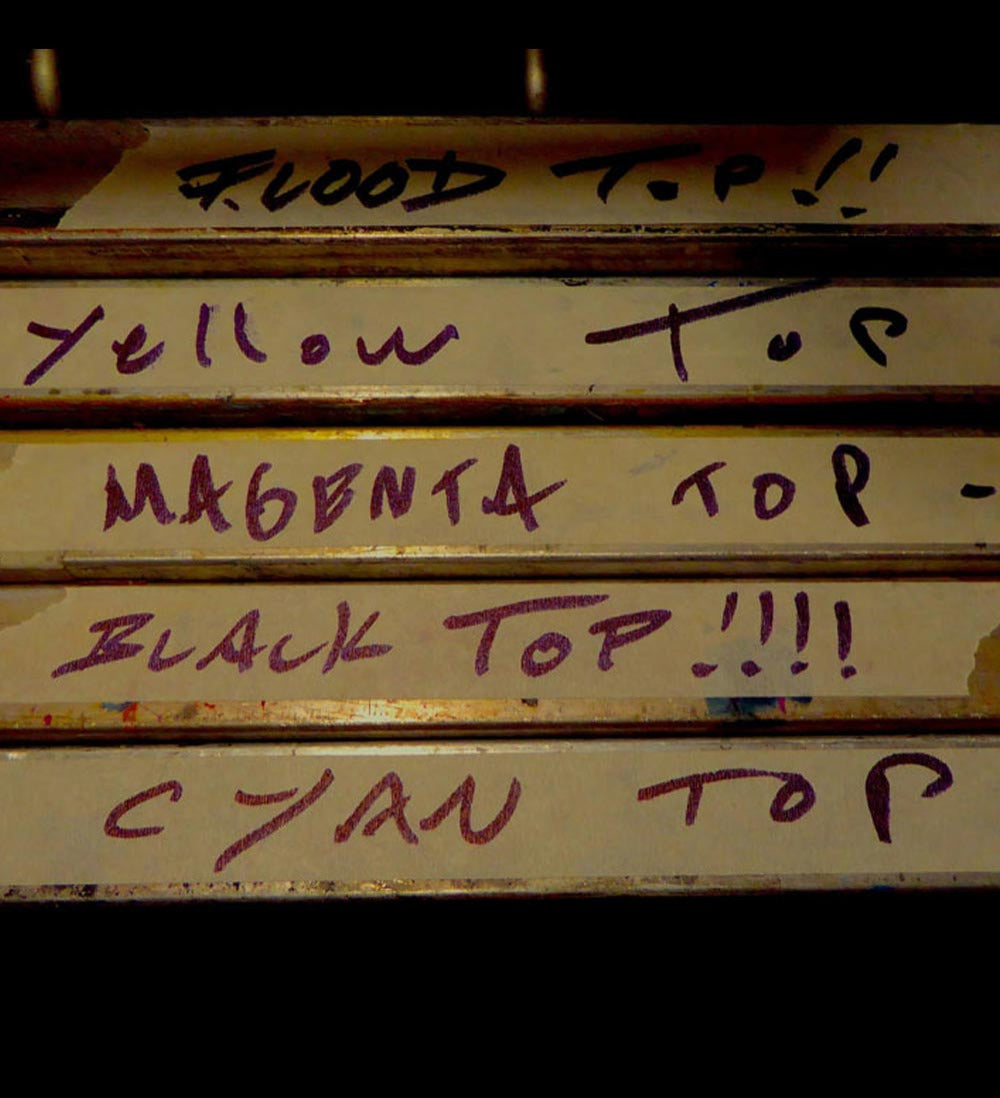 FLOOD TOP!!
Yellow TOP
MAGENTA TOP -
BLACK TOP!!!!
CYAN TOP